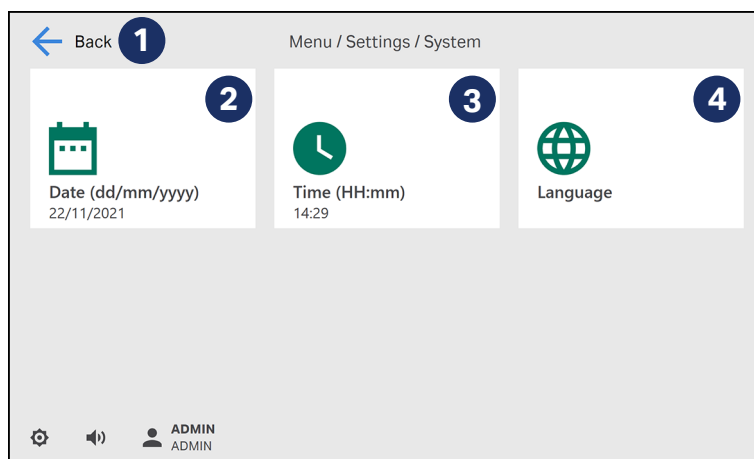 Back 1 Menu / Settings / System
2
3
4
Date (dd/mm/yyyy)
22/11/2021
Time (HH:mm)
14:29
Language
ADMIN
ADMIN